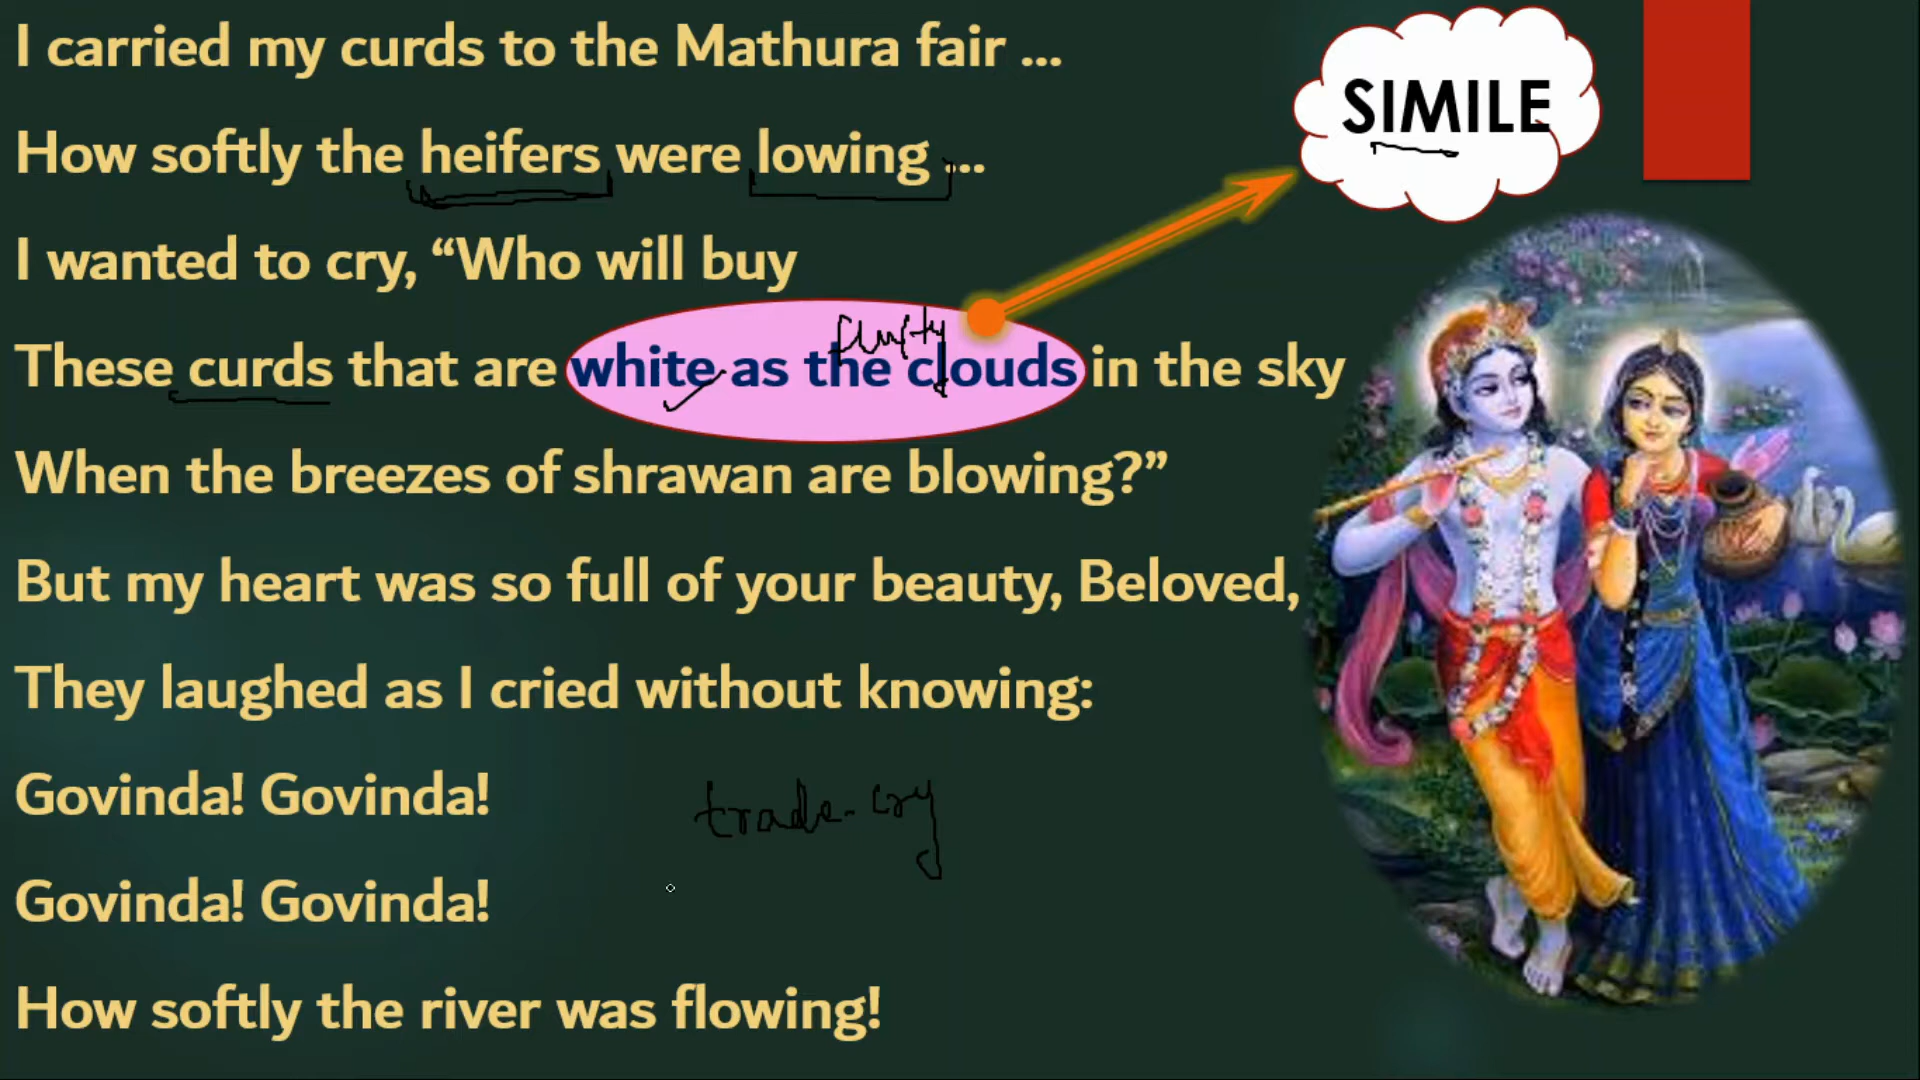 I carried my curds to the Mathura fair ...
SIMILE
How softly the heifers were lowing ...
I wanted to cry, “Who will buy
fluffy
These curds that are white as the clouds in the sky
When the breezes of shrawan are blowing?”
But my heart was so full of your beauty, Beloved,
They laughed as I cried without knowing:
Govinda! Govinda!
trade-cry
Govinda! Govinda!
How softly the river was flowing!